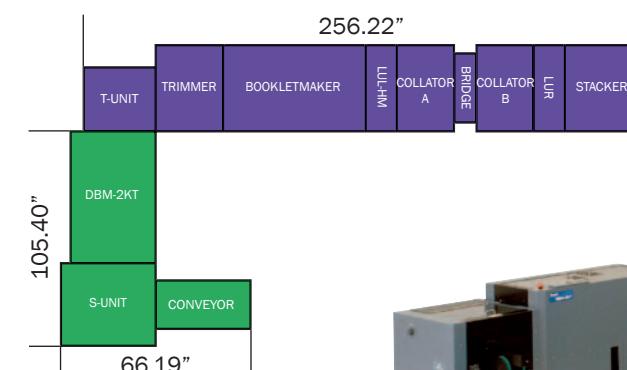 256.22”
T-UNIT
TRIMMER
BOOKLETMAKER
LUL-HM
COLLATOR
A
BRIDGE
COLLATOR
B
LUR
STACKER
DBM-2KT
105.40”
S-UNIT
CONVEYOR
66.19”